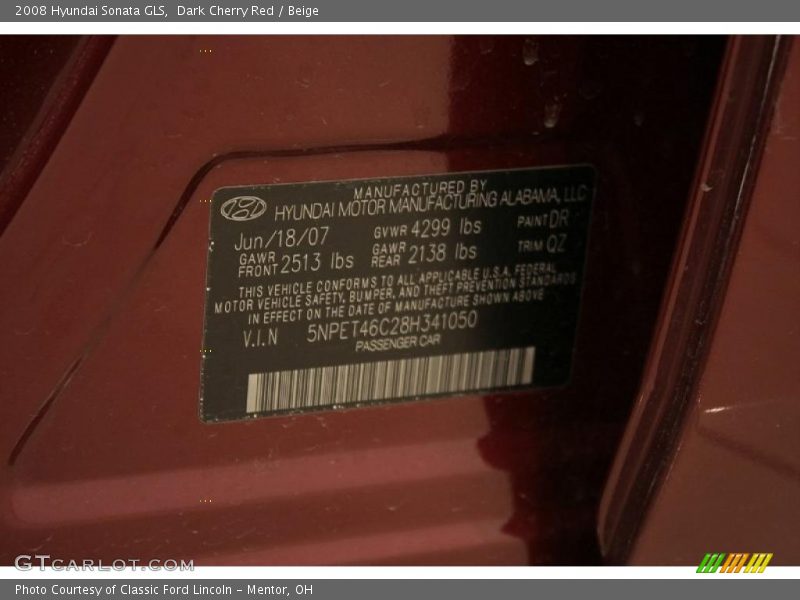 2008 Hyundai Sonata GLS,  Dark Cherry Red / Beige
MANUFACTURED BY
HYUNDAI MOTOR MANUFACTURING ALABAMA, LLC
Jun/18/07 GVWR 4299 lbs PAINT DR
GAWR FRONT 2513 lbs GAWR REAR 2138 lbs TRIM QZ
THIS VEHICLE CONFORMS TO ALL APPLICABLE U.S.A. FEDERAL
MOTOR VEHICLE SAFETY, BUMPER, AND THEFT PREVENTION STANDARDS
IN EFFECT ON THE DATE OF MANUFACTURE SHOWN ABOVE
V.I.N 5NPET46C28H341050
PASSENGER CAR
GTCARLOT.COM
Photo Courtesy of Classic Ford Lincoln - Mentor, OH